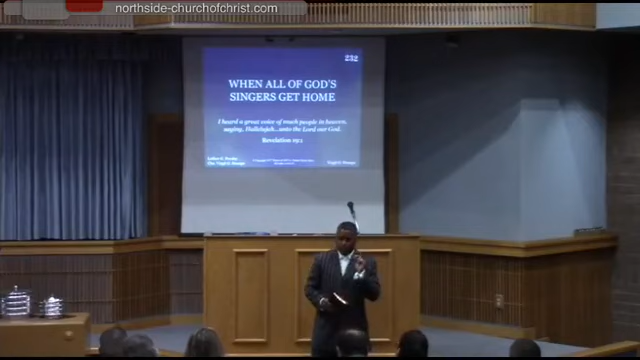 northside-churchofchrist.com
232
WHEN ALL OF GOD'S
SINGERS GET HOME
I heard a great voice of much people in heaven,
saying, Hallelujah...unto the Lord our God.
Revelation 19:1